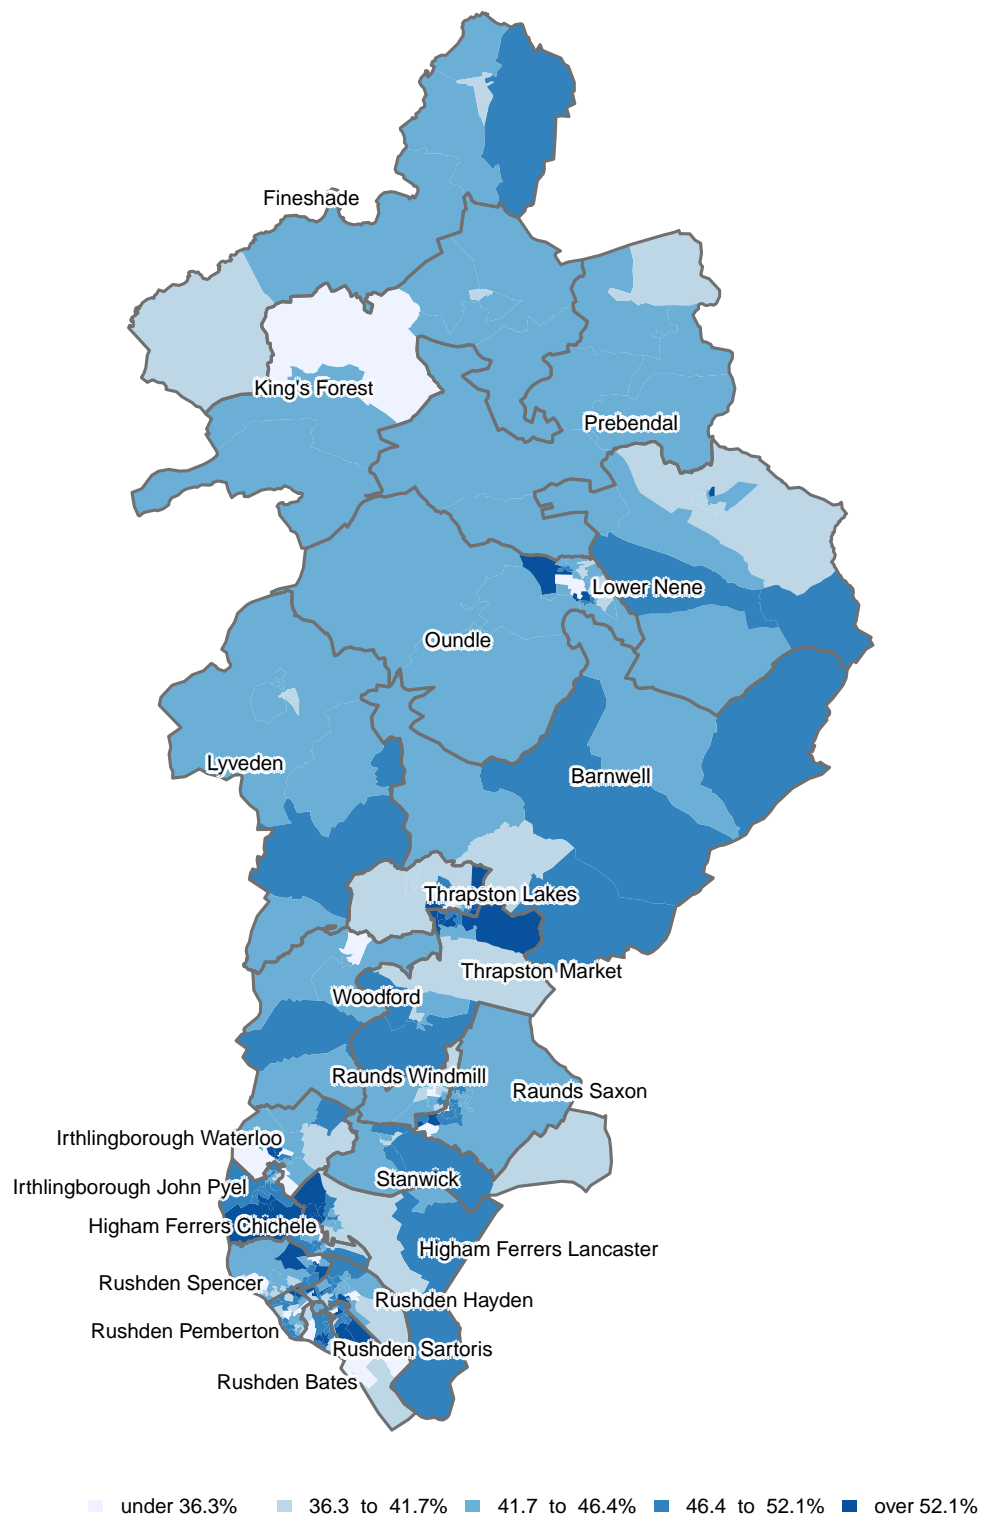 Fineshade
King's Forest
Prebendal
Lower Nene
Oundle
Lyveden
Barnwell
Thrapston Lakes
Thrapston Market
Woodford
Raunds Windmill
Raunds Saxon
Irthlingborough Waterloo
Stanwick
Irthlingborough John Pyel
Higham Ferrers Chichele
Higham Ferrers Lancaster
Rushden Spencer
Rushden Hayden
Rushden Pemberton
Rushden Sartoris
Rushden Bates
under 36.3% 36.3 to 41.7% 41.7 to 46.4% 46.4 to 52.1% over 52.1%